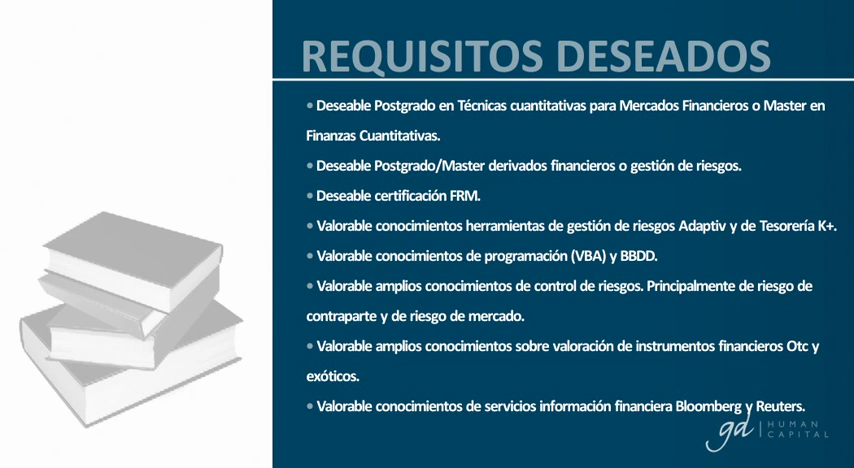 REQUISITOS DESEADOS
• Deseable Postgrado en Técnicas cuantitativas para Mercados Financieros o Master en
Finanzas Cuantitativas.
• Deseable Postgrado/Master derivados financieros o gestión de riesgos.
• Deseable certificación FRM.
• Valorable conocimientos herramientas de gestión de riesgos Adaptiv y de Tesorería K+.
• Valorable conocimientos de programación (VBA) y BBDD.
• Valorable amplios conocimientos de control de riesgos. Principalmente de riesgo de
contraparte y de riesgo de mercado.
• Valorable amplios conocimientos sobre valoración de instrumentos financieros Otc y
exóticos.
• Valorable conocimientos de servicios información financiera Bloomberg y Reuters.
gd | HUMAN
CAPITAL